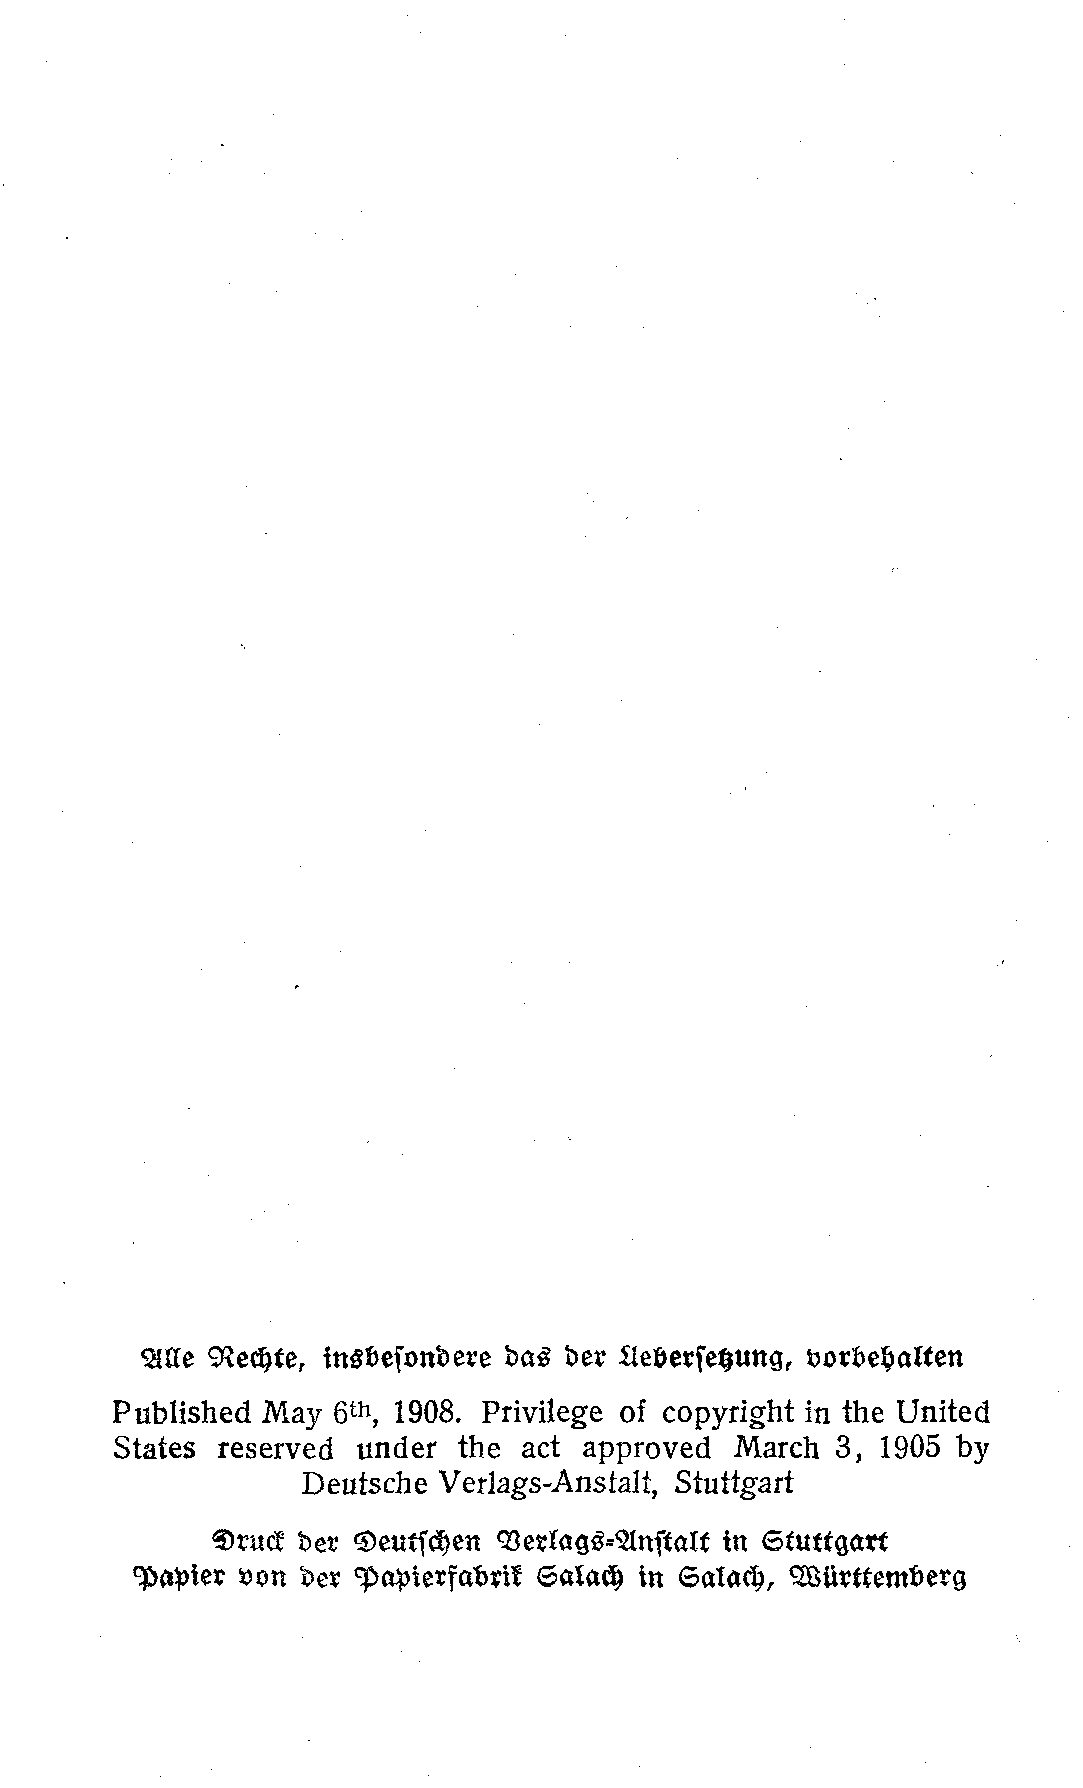 Alle Rechte, insbesondere das der Uebersetzung, vorbehalten
Published May 6th, 1908. Privilege of copyright in the United
States reserved under the act approved March 3, 1905 by
Deutsche Verlags-Anstalt, Stuttgart
Druck der Deutschen Verlags-Anstalt in Stuttgart
Papier von der Papierfabrik Salach in Salach, Württemberg